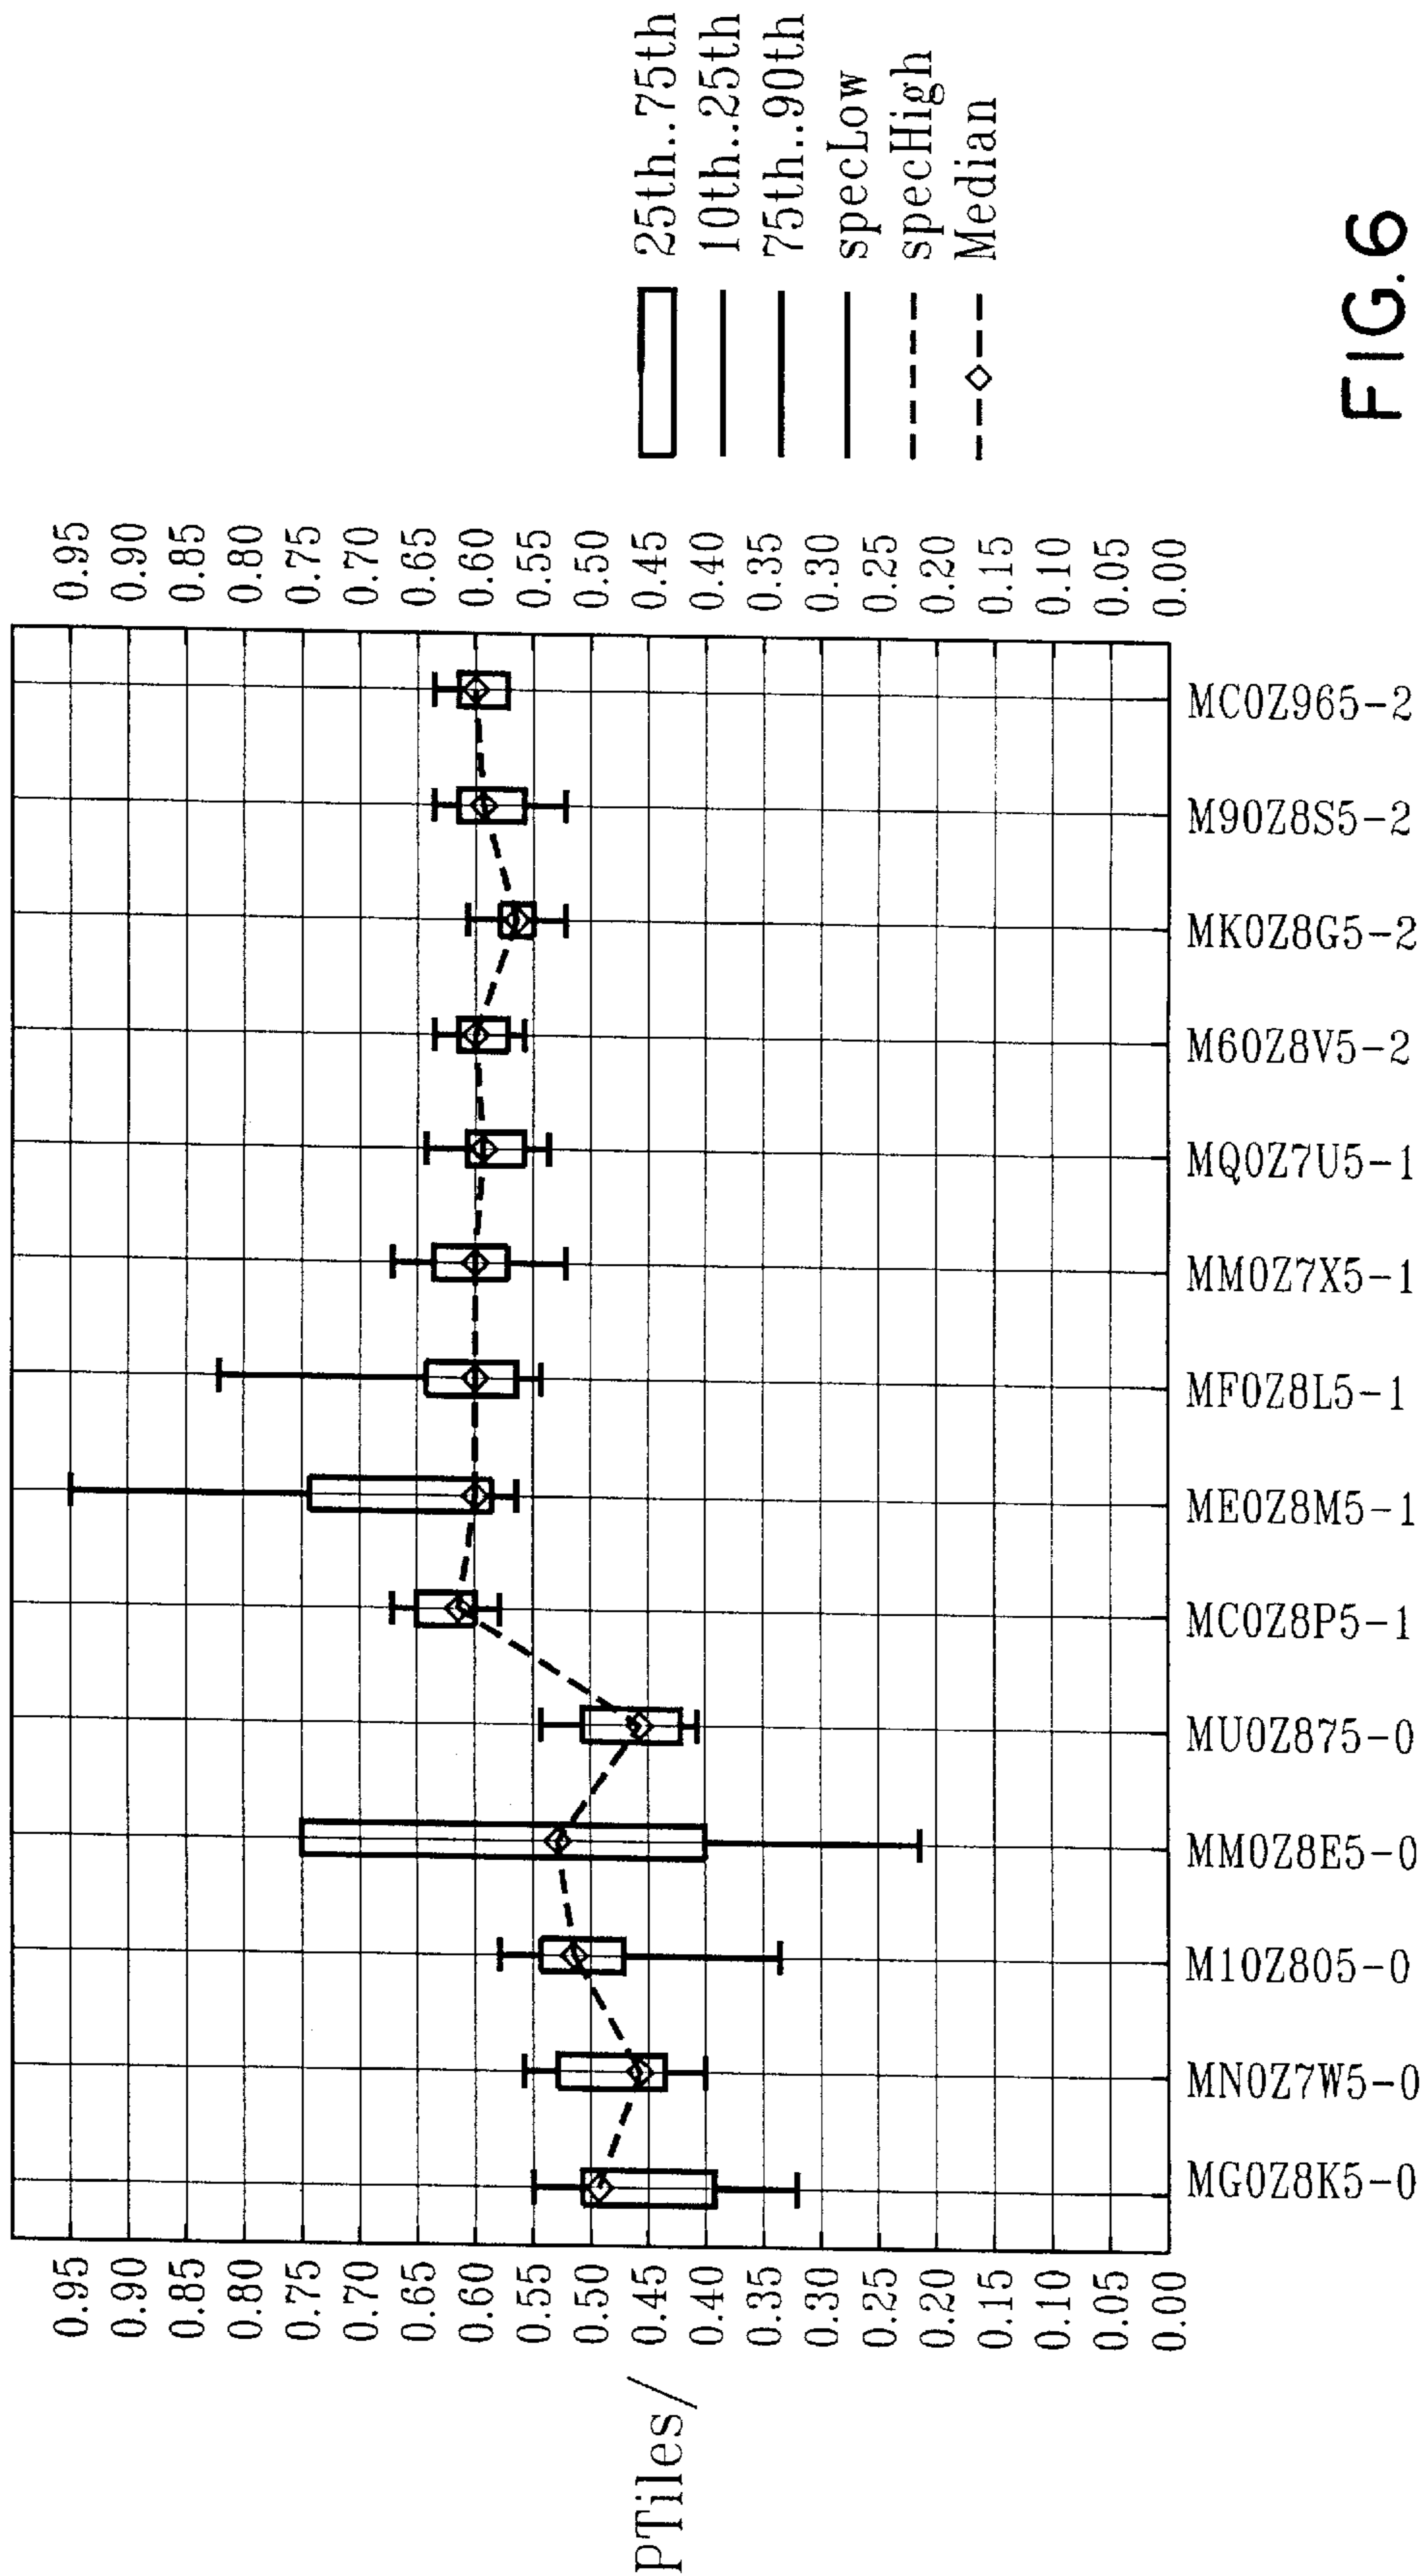 PTiles/
0.95
0.90
0.85
0.80
0.75
0.70
0.65
0.60
0.55
0.50
0.45
0.40
0.35
0.30
0.25
0.20
0.15
0.10
0.05
0.00
MG0Z8K5-0
MN0Z7W5-0
M10Z805-0
MM0Z8E5-0
MU0Z875-0
MC0Z8P5-1
ME0Z8M5-1
MF0Z8L5-1
MM0Z7X5-1
MQ0Z7U5-1
M60Z8V5-2
MK0Z8G5-2
M90Z8S5-2
MC0Z965-2
0.95
0.90
0.85
0.80
0.75
0.70
0.65
0.60
0.55
0.50
0.45
0.40
0.35
0.30
0.25
0.20
0.15
0.10
0.05
0.00
25th..75th
10th..25th
75th..90th
specLow
specHigh
Median
FIG.6